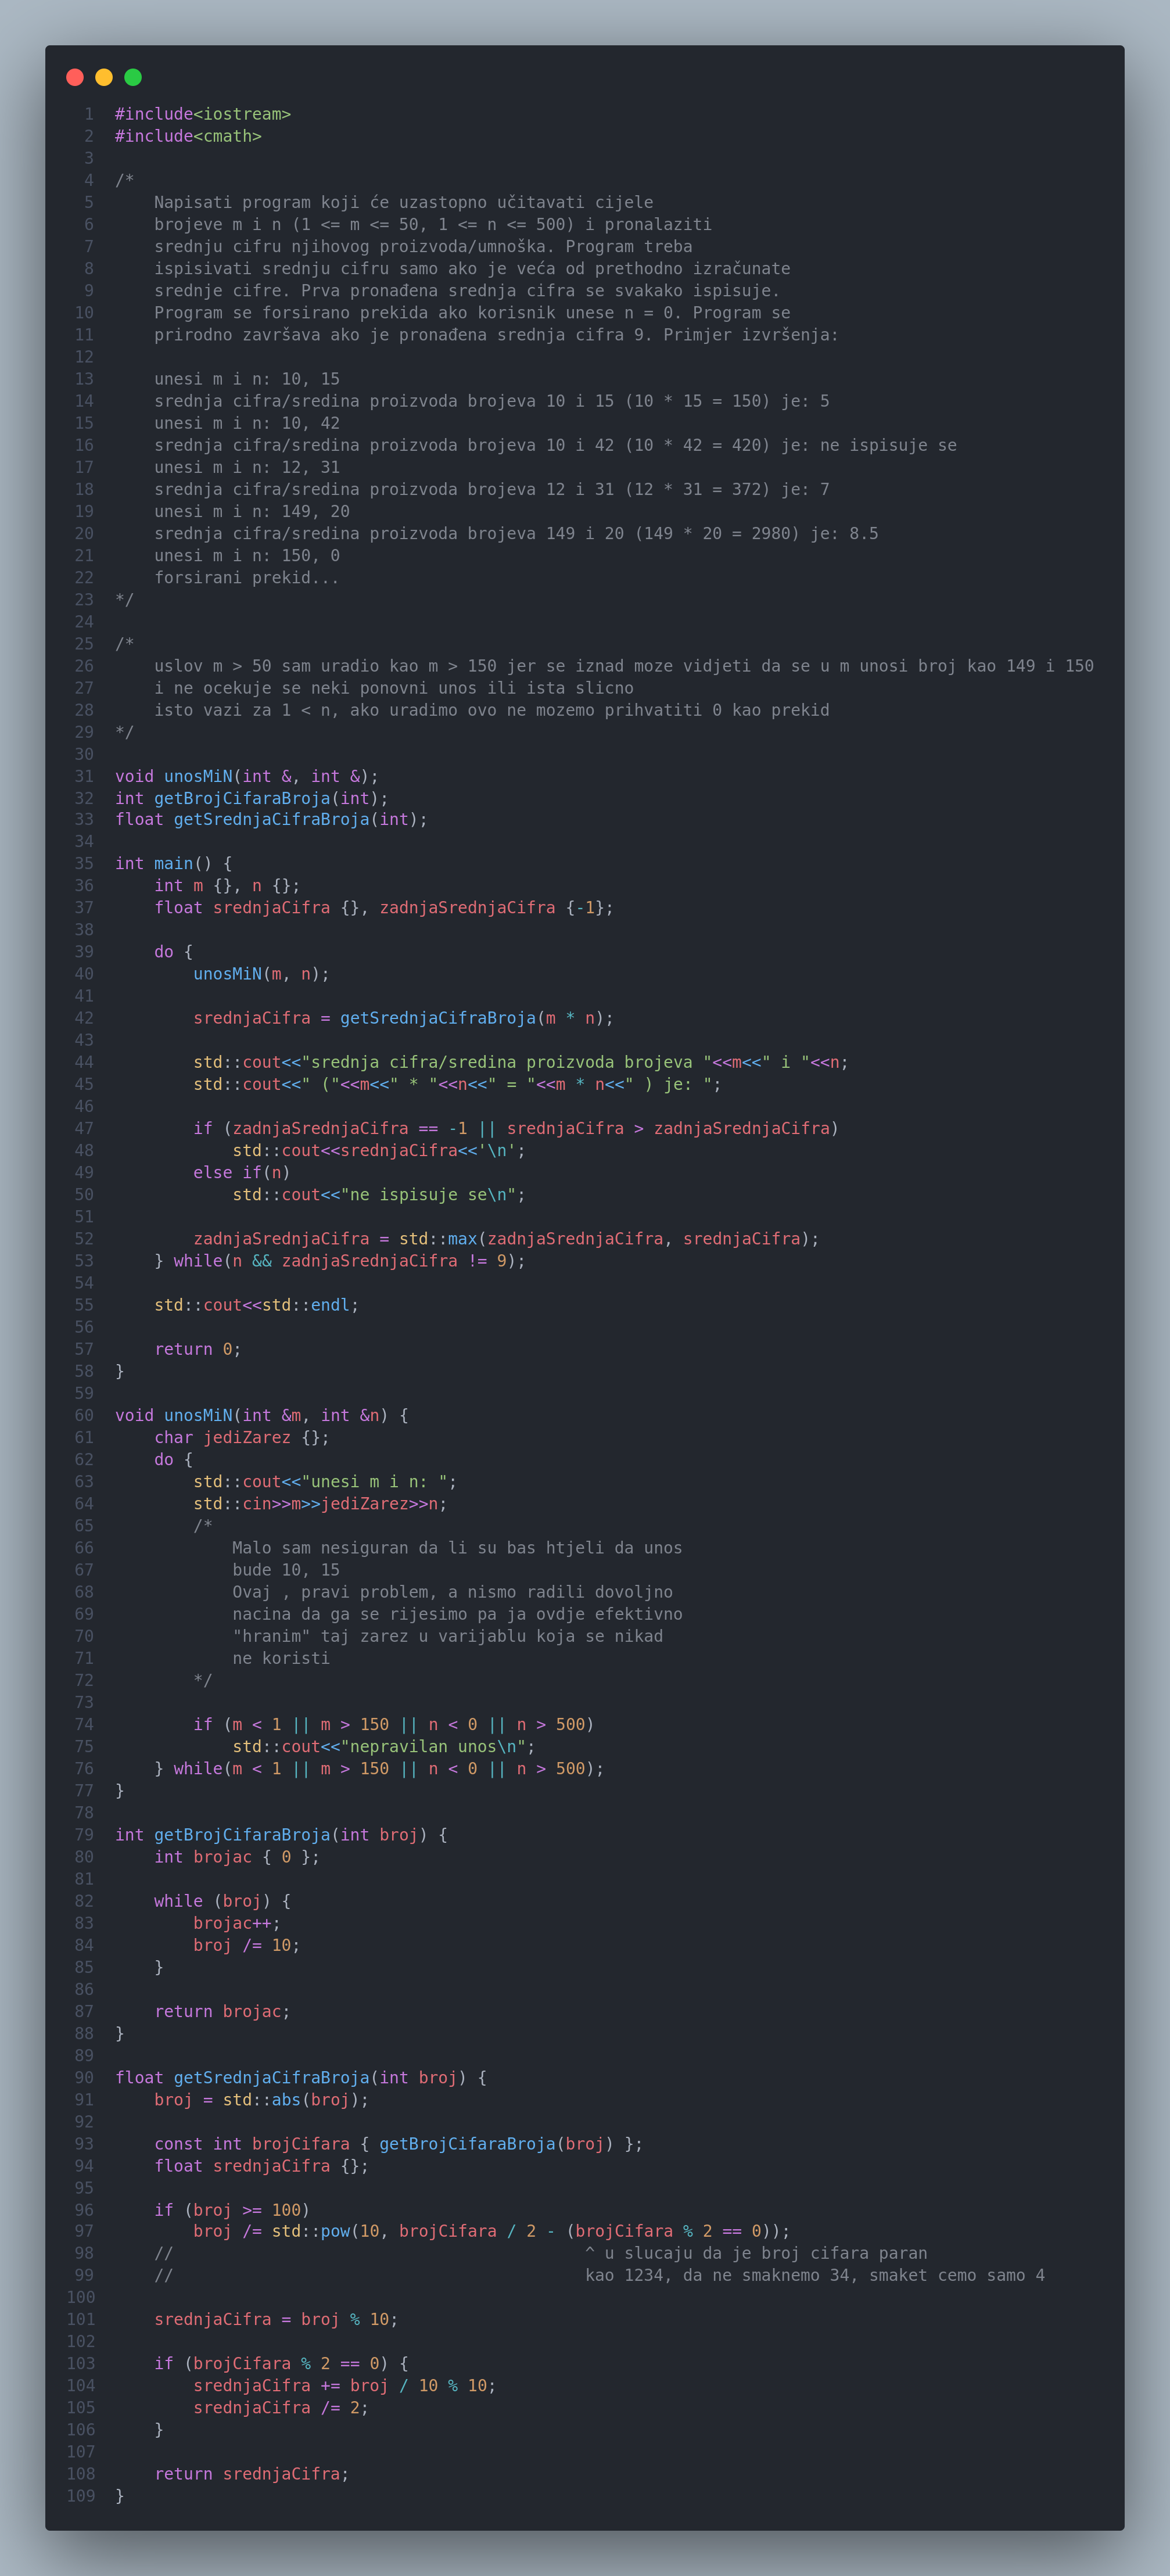 1 #include<iostream>
2 #include<cmath>
3
4 /*
5     Napisati program koji će uzastopno učitavati cijele
6     brojeve m i n (1 <= m <= 50, 1 <= n <= 500) i pronalaziti
7     srednju cifru njihovog proizvoda/umnoška. Program treba
8     ispisivati srednju cifru samo ako je veća od prethodno izračunate
9     srednje cifre. Prva pronađena srednja cifra se svakako ispisuje.
10     Program se forsirano prekida ako korisnik unese n = 0. Program se
11     prirodno završava ako je pronađena srednja cifra 9. Primjer izvršenja:
12
13     unesi m i n: 10, 15
14     srednja cifra/sredina proizvoda brojeva 10 i 15 (10 * 15 = 150) je: 5
15     unesi m i n: 10, 42
16     srednja cifra/sredina proizvoda brojeva 10 i 42 (10 * 42 = 420) je: ne ispisuje se
17     unesi m i n: 12, 31
18     srednja cifra/sredina proizvoda brojeva 12 i 31 (12 * 31 = 372) je: 7
19     unesi m i n: 149, 20
20     srednja cifra/sredina proizvoda brojeva 149 i 20 (149 * 20 = 2980) je: 8.5
21     unesi m i n: 150, 0
22     forsirani prekid...
23 */
24
25 /*
26     uslov m > 50 sam uradio kao m > 150 jer se iznad moze vidjeti da se u m unosi broj kao 149 i 150
27     i ne ocekuje se neki ponovni unos ili ista slicno
28     isto vazi za 1 < n, ako uradimo ovo ne mozemo prihvatiti 0 kao prekid
29 */
30
31 void unosMiN(int &, int &);
32 int getBrojCifaraBroja(int);
33 float getSrednjaCifraBroja(int);
34
35 int main() {
36     int m {}, n {};
37     float srednjaCifra {}, zadnjaSrednjaCifra {-1};
38
39     do {
40         unosMiN(m, n);
41
42         srednjaCifra = getSrednjaCifraBroja(m * n);
43
44         std::cout<<"srednja cifra/sredina proizvoda brojeva "<<m<<" i "<<n;
45         std::cout<<" ("<<m<<" * "<<n<<" = "<<m * n<<" ) je: ";
46
47         if (zadnjaSrednjaCifra == -1 || srednjaCifra > zadnjaSrednjaCifra)
48             std::cout<<srednjaCifra<<'\n';
49         else if(n)
50             std::cout<<"ne ispisuje se\n";
51
52         zadnjaSrednjaCifra = std::max(zadnjaSrednjaCifra, srednjaCifra);
53     } while(n && zadnjaSrednjaCifra != 9);
54
55     std::cout<<std::endl;
56
57     return 0;
58 }
59
60 void unosMiN(int &m, int &n) {
61     char jediZarez {};
62     do {
63         std::cout<<"unesi m i n: ";
64         std::cin>>m>>jediZarez>>n;
65         /*
66             Malo sam nesiguran da li su bas htjeli da unos
67             bude 10, 15
68             Ovaj , pravi problem, a nismo radili dovoljno
69             nacina da ga se rijesimo pa ja ovdje efektivno
70             "hranim" taj zarez u varijablu koja se nikad
71             ne koristi
72         */
73
74         if (m < 1 || m > 150 || n < 0 || n > 500)
75             std::cout<<"nepravilan unos\n";
76     } while(m < 1 || m > 150 || n < 0 || n > 500);
77 }
78
79 int getBrojCifaraBroja(int broj) {
80     int brojac { 0 };
81
82     while (broj) {
83         brojac++;
84         broj /= 10;
85     }
86
87     return brojac;
88 }
89
90 float getSrednjaCifraBroja(int broj) {
91     broj = std::abs(broj);
92
93     const int brojCifara { getBrojCifaraBroja(broj) };
94     float srednjaCifra {};
95
96     if (broj >= 100)
97         broj /= std::pow(10, brojCifara / 2 - (brojCifara % 2 == 0));
98     //                                          ^ u slucaju da je broj cifara paran
99     //                                          kao 1234, da ne smaknemo 34, smaket cemo samo 4
100
101     srednjaCifra = broj % 10;
102
103     if (brojCifara % 2 == 0) {
104         srednjaCifra += broj / 10 % 10;
105         srednjaCifra /= 2;
106     }
107
108     return srednjaCifra;
109 }